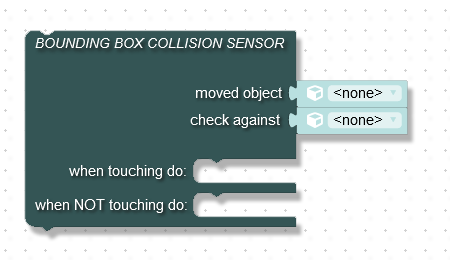 BOUNDING BOX COLLISION SENSOR
moved object <none>
check against <none>
when touching do:
when NOT touching do: